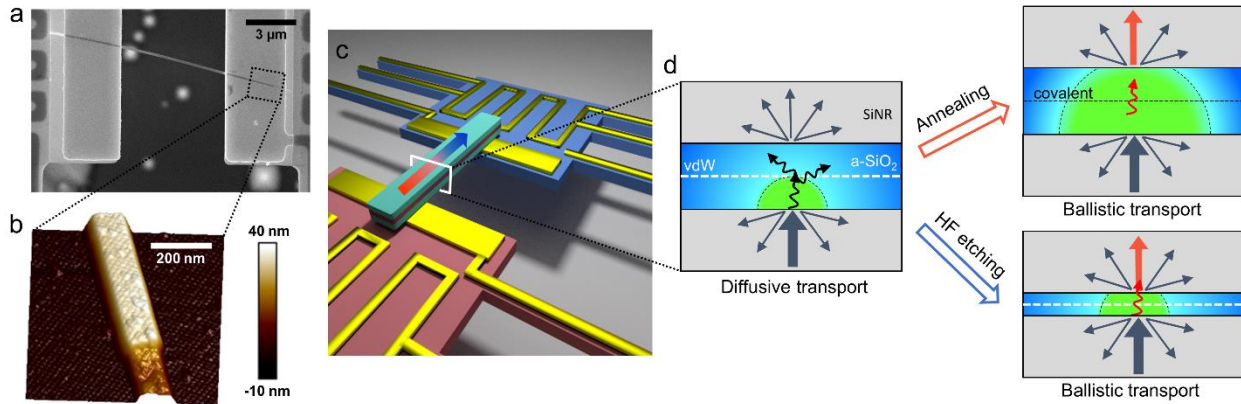 a
3 μm
b
200 nm
40 nm
-10 nm
c
d
SiNR
vdW
a-SiO₂
Diffusive transport
Annealing
HF etching
covalent
Ballistic transport
Ballistic transport